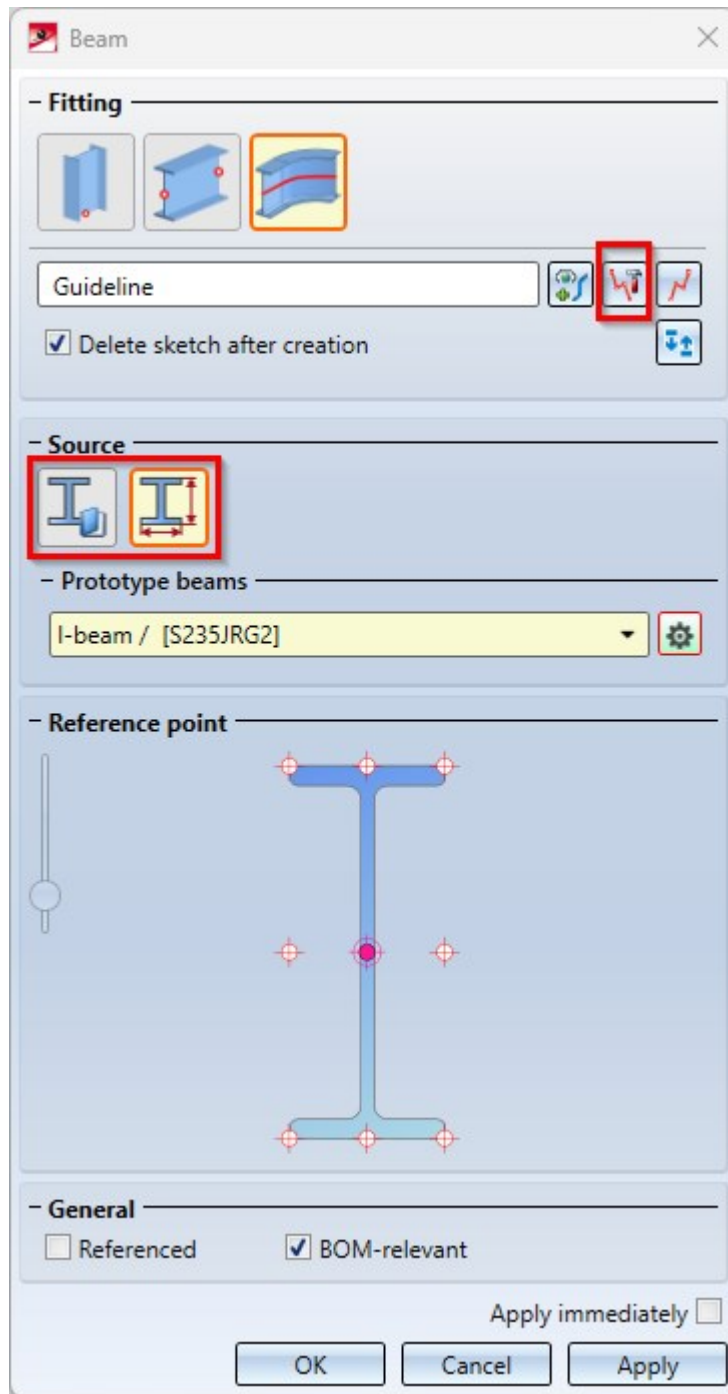 Beam
Fitting
Guideline
Delete sketch after creation
Source
Prototype beams
I-beam / [S235JRG2]
Reference point
General
Referenced BOM-relevant
Apply immediately
OK Cancel Apply